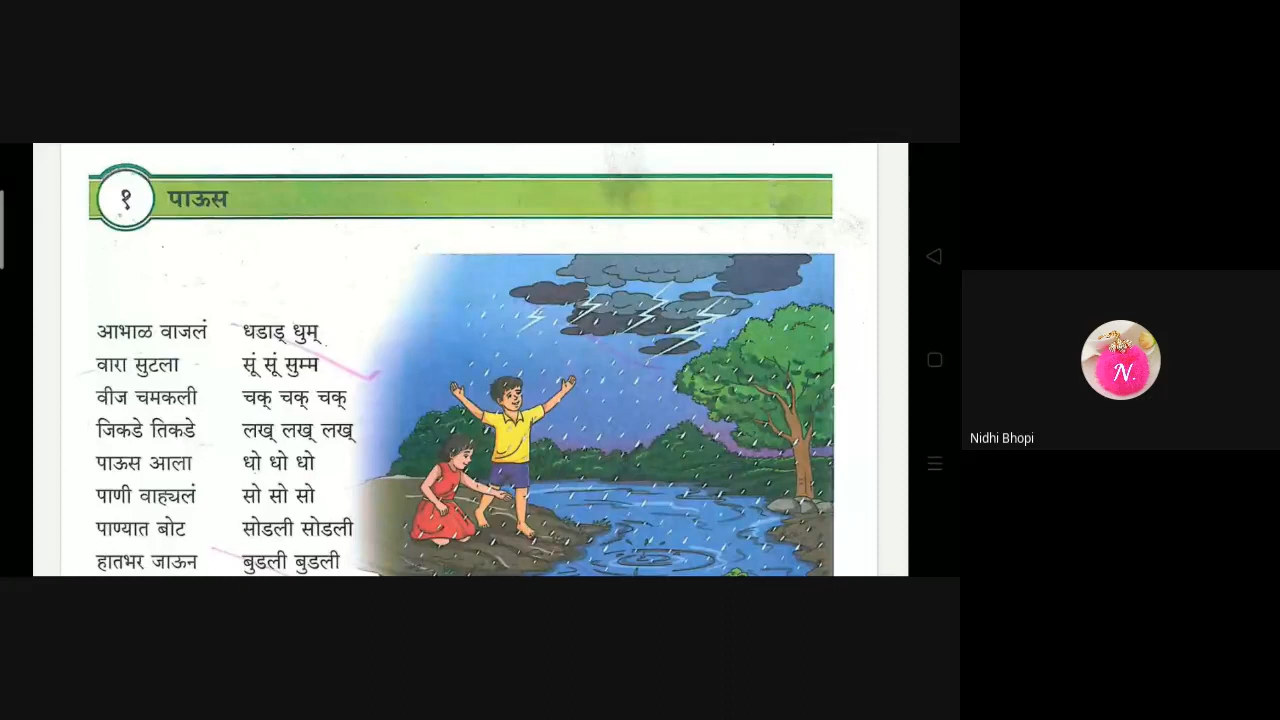 १ पाऊस
आभाळ वाजलं धडाड् धुम्
वारा सुटला सूं सूं सुम्म
वीज चमकली चक् चक् चक्
जिकडे तिकडे लख् लख् लख्
पाऊस आला धो धो धो
पाणी वाह्यलं सो सो सो
पाण्यात बोट सोडली सोडली
हातभर जाऊन बुडली बुडली
N.
Nidhi Bhopi